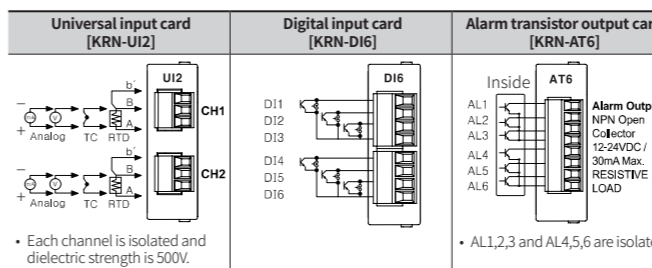 Universal input card
[KRN-UI2]
b´
B
A
Analog
TC
RTD
UI2
CH1
b´
B
A
Analog
TC
RTD
CH2
• Each channel is isolated and
dielectric strength is 500V.
Digital input card
[KRN-DI6]
DI6
DI1
DI2
DI3
DI4
DI5
DI6
Alarm transistor output car
[KRN-AT6]
Inside
AT6
AL1
AL2
AL3
AL4
AL5
AL6
Alarm Outp
NPN Open
Collector
12-24VDC /
30mA Max.
RESISTIVE
LOAD
• AL1,2,3 and AL4,5,6 are isolate